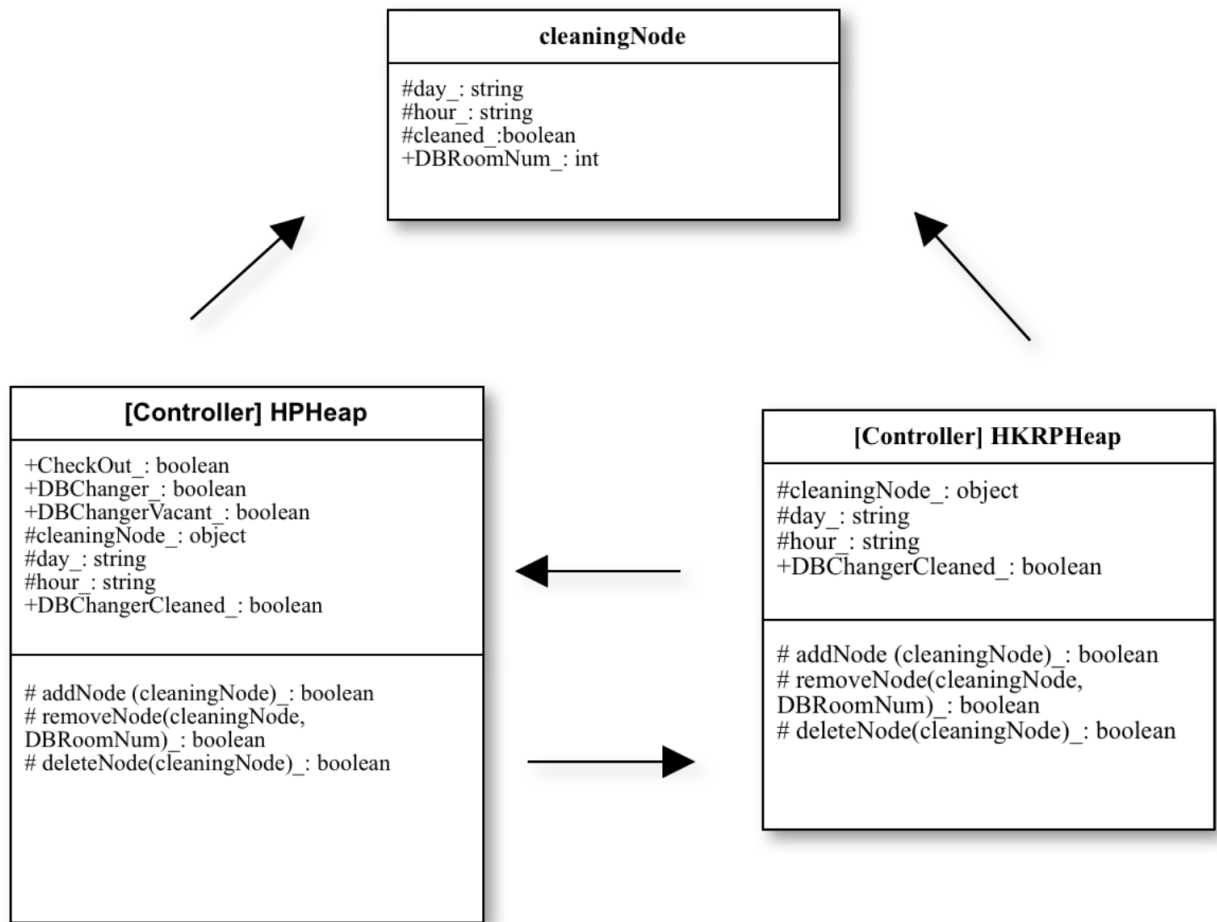 cleaningNode
#day_: string
#hour_: string
#cleaned_:boolean
+DBRoomNum_: int
[Controller] HPHeap
+CheckOut_: boolean
+DBChanger_: boolean
+DBChangerVacant_: boolean
#cleaningNode_: object
#day_: string
#hour_: string
+DBChangerCleaned_: boolean
# addNode (cleaningNode)_: boolean
# removeNode(cleaningNode,
DBRoomNum)_: boolean
# deleteNode(cleaningNode)_: boolean
[Controller] HKRPHeap
#cleaningNode_: object
#day_: string
#hour_: string
+DBChangerCleaned_: boolean
# addNode (cleaningNode)_: boolean
# removeNode(cleaningNode,
DBRoomNum)_: boolean
# deleteNode(cleaningNode)_: boolean